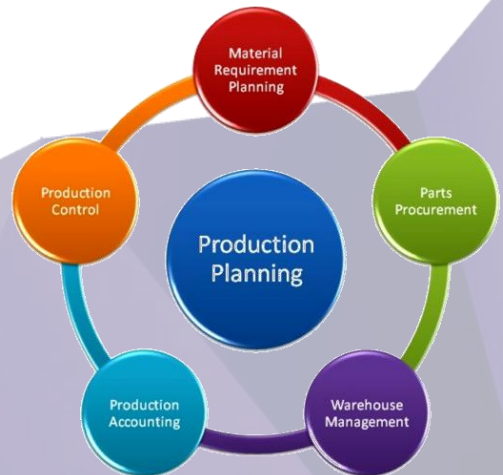 Material
Requirement
Planning
Production
Control
Parts
Procurement
Production
Planning
Production
Accounting
Warehouse
Management